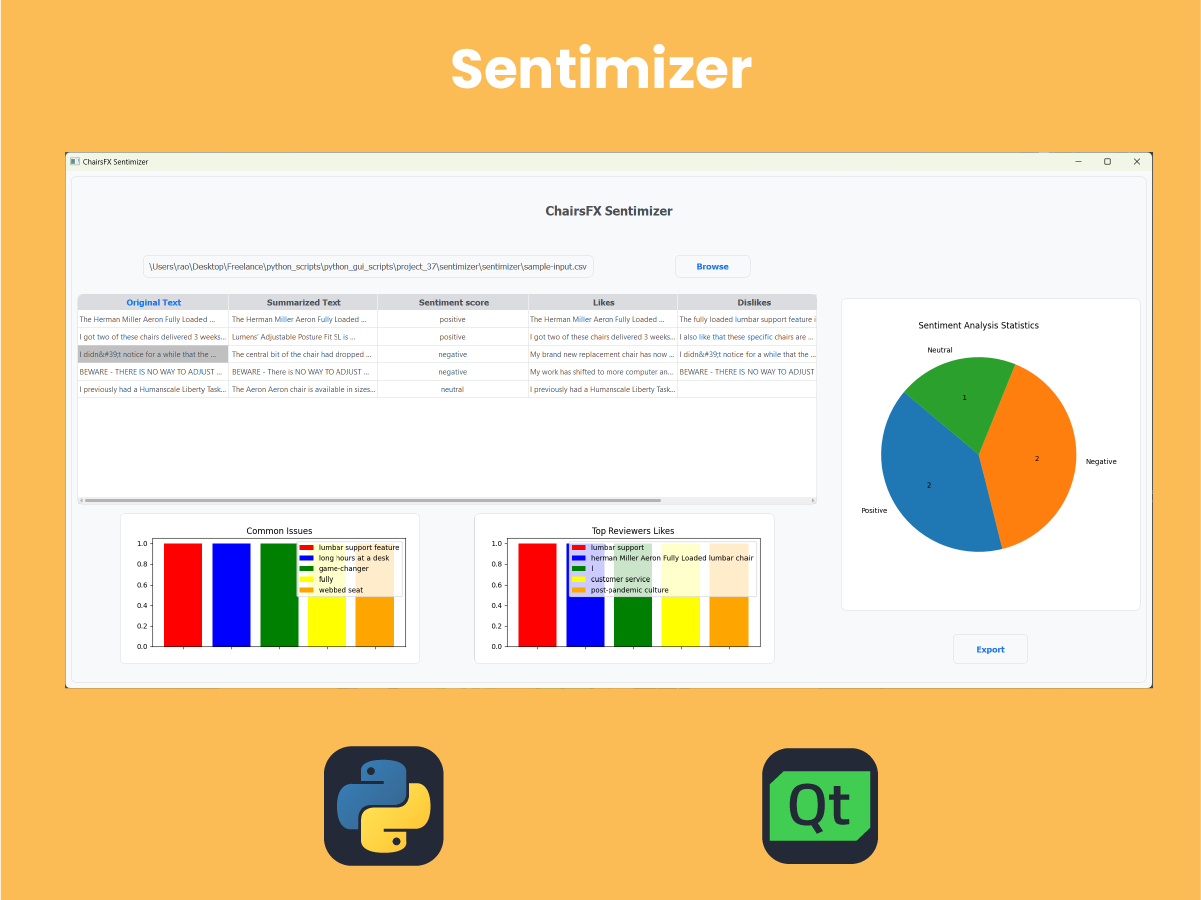 Sentimizer
ChairsFX Sentimizer
ChairsFX Sentimizer
\Users\rao\Desktop\Freelance\python_scripts\python_gui_scripts\project_37\sentimizer\sentimizer\sample-input.csv
Browse
Original Text Summarized Text Sentiment score Likes Dislikes
The Herman Miller Aeron Fully Loaded ... The Herman Miller Aeron Fully Loaded ... positive The Herman Miller Aeron Fully Loaded ... The fully loaded lumbar support feature i
I got two of these chairs delivered 3 weeks... Lumens' Adjustable Posture Fit SL is ... positive I got two of these chairs delivered 3 weeks... I also like that these specific chairs are ...
I didn&#39;t notice for a while that the ... The central bit of the chair had dropped ... negative My brand new replacement chair has now ... I didn&#39;t notice for a while that the ...
BEWARE - THERE IS NO WAY TO ADJUST ... BEWARE - There is NO WAY TO ADJUST ... negative My work has shifted to more computer an... BEWARE - THERE IS NO WAY TO ADJUST
I previously had a Humanscale Liberty Task... The Aeron Aeron chair is available in sizes... neutral I previously had a Humanscale Liberty Task...
Sentiment Analysis Statistics
Neutral
1
2
Negative
2
Positive
Common Issues
1.0
0.8
0.6
0.4
0.2
0.0
lumbar support feature
long hours at a desk
game-changer
fully
webbed seat
Top Reviewers Likes
1.0
0.8
0.6
0.4
0.2
0.0
lumbar support
herman Miller Aeron Fully Loaded lumbar chair
I
customer service
post-pandemic culture
Export
Qt